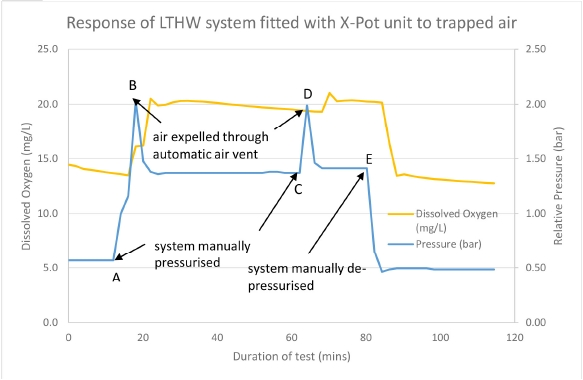 Response of LTHW system fitted with X-Pot unit to trapped air
25.0
20.0
15.0
10.0
5.0
0.0
Dissolved Oxygen (mg/L)
2.50
2.00
1.50
1.00
0.50
0.00
Relative Pressure (bar)
B
D
air expelled through
automatic air vent
E
C
Dissolved Oxygen
(mg/L)
Pressure (bar)
system manually
pressurised
system manually de-
pressurised
A
0
20
40
60
80
100
120
Duration of test (mins)